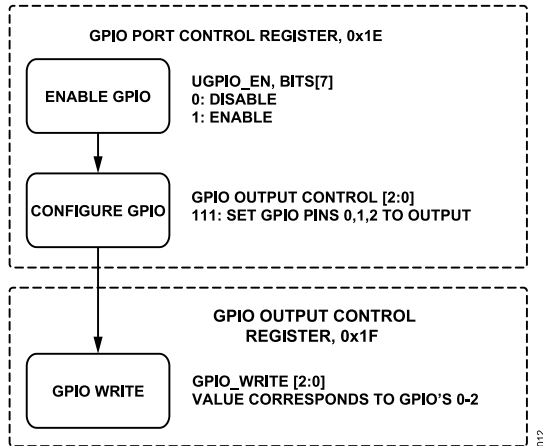 GPIO PORT CONTROL REGISTER, 0x1E
ENABLE GPIO
UGPIO_EN, BITS[7]
0: DISABLE
1: ENABLE
CONFIGURE GPIO
GPIO OUTPUT CONTROL [2:0]
111: SET GPIO PINS 0,1,2 TO OUTPUT
GPIO OUTPUT CONTROL
REGISTER, 0x1F
GPIO WRITE
GPIO_WRITE [2:0]
VALUE CORRESPONDS TO GPIO'S 0-2
012